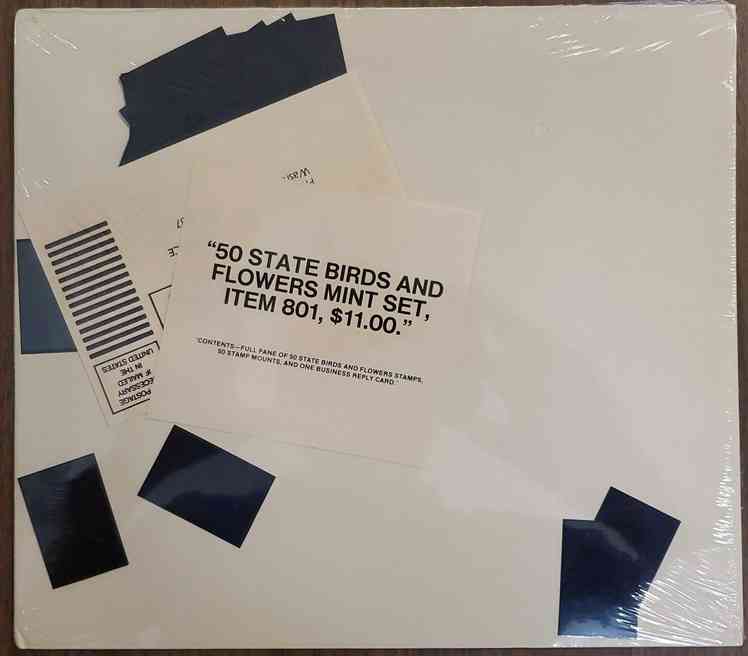 “50 STATE BIRDS AND
FLOWERS MINT SET,
ITEM 801, $11.00.”
“CONTENTS—FULL PANE OF 50 STATE BIRDS AND FLOWERS STAMPS,
50 STAMP MOUNTS, AND ONE BUSINESS REPLY CARD.”
POSTAGE
NECESSARY
IF MAILED
IN THE
UNITED STATES